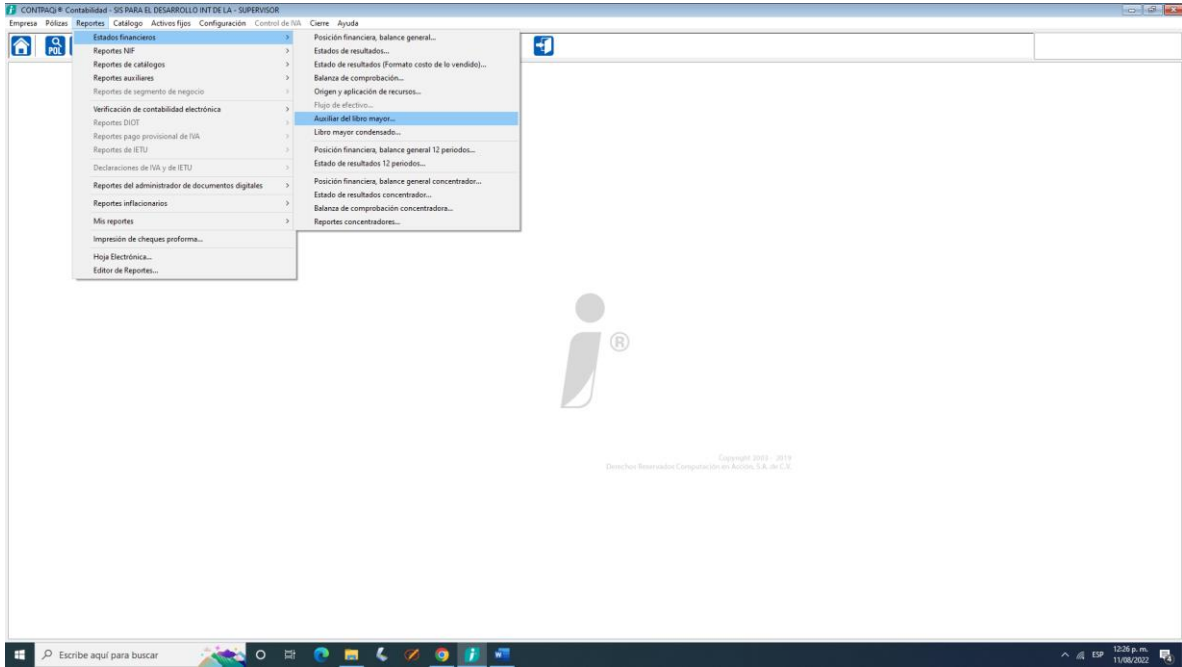 CONTPAQi® Contabilidad - SIS PARA EL DESARROLLO INT DE LA - SUPERVISOR
Empresa Pólizas Reportes Catálogo Activos fijos Configuración Control de IVA Cierre Ayuda
POL
Estados financieros
Reportes NIF
Reportes de catálogos
Reportes auxiliares
Reportes de segmento de negocio
Verificación de contabilidad electrónica
Reportes DIOT
Reportes pago provisional de IVA
Reportes de IETU
Declaraciones de IVA y de IETU
Reportes del administrador de documentos digitales
Reportes inflacionarios
Mis reportes
Impresión de cheques proforma...
Hoja Electrónica...
Editor de Reportes...
Posición financiera, balance general...
Estados de resultados...
Estado de resultados (Formato costo de lo vendido)...
Balanza de comprobación...
Origen y aplicación de recursos...
Flujo de efectivo...
Auxiliar del libro mayor...
Libro mayor condensado...
Posición financiera, balance general 12 periodos...
Estado de resultados 12 periodos...
Posición financiera, balance general concentrador...
Estado de resultados concentrador...
Balanza de comprobación concentradora...
Reportes concentradores...
®
Copyright 2003 - 2019
Derechos Reservados Computación en Acción, S.A. de C.V.
Escribe aquí para buscar
ESP
12:26 p. m.
11/08/2022